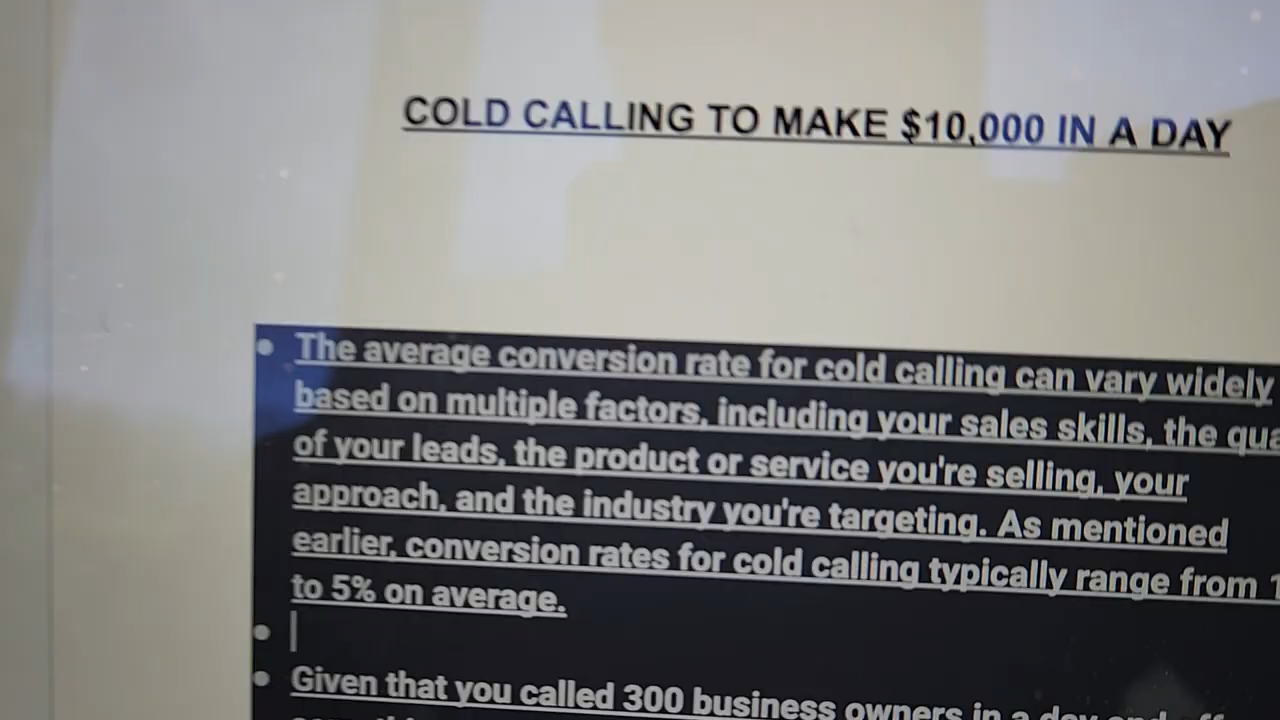 COLD CALLING TO MAKE $10,000 IN A DAY
The average conversion rate for cold calling can vary widely
based on multiple factors, including your sales skills, the
of your leads, the product or service you're selling, your
approach, and the industry you're targeting. As mentioned
earlier, conversion rates for cold calling typically range from
to 5% on average.
Given that you called 300 business owners in a day and